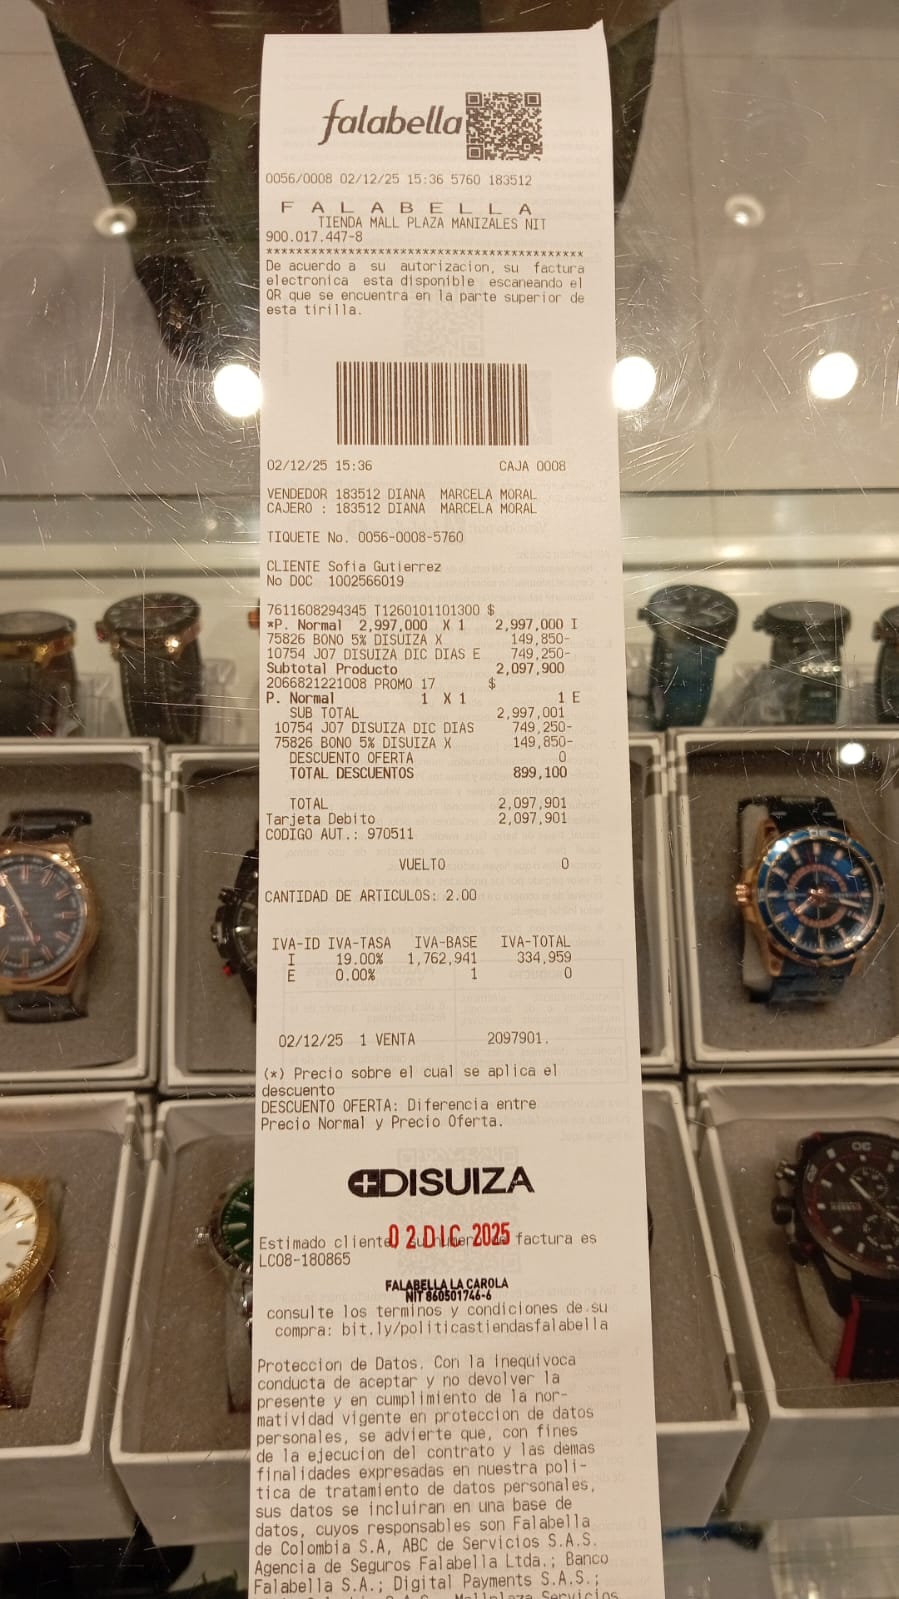 falabella
0056/0008 02/12/25 15:36 5760 183512
F A L A B E L L A
TIENDA MALL PLAZA MANIZALES NIT
900.017.447-8
******************************************
De acuerdo a su autorizacion, su factura
electronica esta disponible escaneando el
QR que se encuentra en la parte superior de
esta tirilla.
02/12/25 15:36 CAJA 0008
VENDEDOR 183512 DIANA MARCELA MORAL
CAJERO : 183512 DIANA MARCELA MORAL
TIQUETE No. 0056-0008-5760
CLIENTE Sofia Gutierrez
No DOC 1002566019
7611608294345 T1260101101300 $
*P. Normal 2,997,000 X 1 2,997,000 I
75826 BONO 5% DISUIZA X 149,850-
10754 J07 DISUIZA DIC DIAS E 749,250-
Subtotal Producto 2,097,900
2066821221008 PROMO 17 $
P. Normal 1 X 1 1 E
SUB TOTAL 2,997,001
10754 J07 DISUIZA DIC DIAS 749,250-
75826 BONO 5% DISUIZA X 149,850-
DESCUENTO OFERTA 0
TOTAL DESCUENTOS 899,100
TOTAL 2,097,901
Tarjeta Debito 2,097,901
CODIGO AUT.: 970511
VUELTO 0
CANTIDAD DE ARTICULOS: 2.00
IVA-ID IVA-TASA IVA-BASE IVA-TOTAL
I 19.00% 1,762,941 334,959
E 0.00% 1 0
02/12/25 1 VENTA 2097901.
(*) Precio sobre el cual se aplica el
descuento
DESCUENTO OFERTA: Diferencia entre
Precio Normal y Precio Oferta.
DISUIZA
02 DIC 2025
Estimado cliente, su numero de factura es
LC08-180865
FALABELLA LA CAROLA
NIT 860501746-6
consulte los terminos y condiciones de su
compra: bit.ly/politicastiendasfalabella
Proteccion de Datos. Con la inequivoca
conducta de aceptar y no devolver la
presente y en cumplimiento de la nor-
matividad vigente en proteccion de datos
personales, se advierte que, con fines
de la ejecucion del contrato y las demas
finalidades expresadas en nuestra poli-
tica de tratamiento de datos personales,
sus datos se incluiran en una base de
datos, cuyos responsables son Falabella
de Colombia S.A, ABC de Servicios S.A.S.
Agencia de Seguros Falabella Ltda.; Banco
Falabella S.A.; Digital Payments S.A.S.;
Mallplaza Servicios